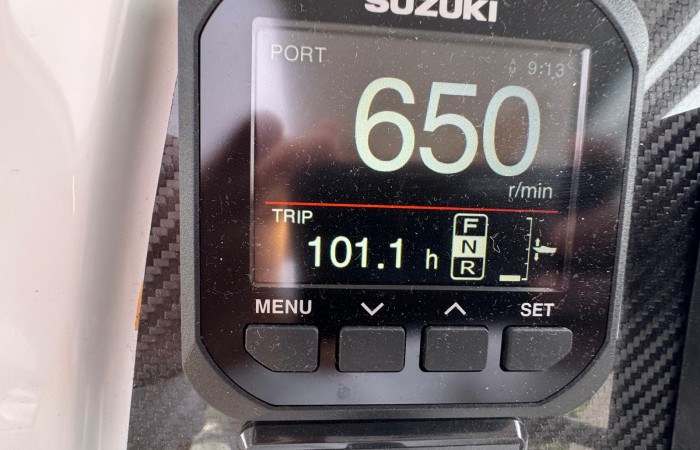 SUZUKI
PORT
9:13
650
r/min
TRIP
101.1 h
F
N
R
MENU
SET